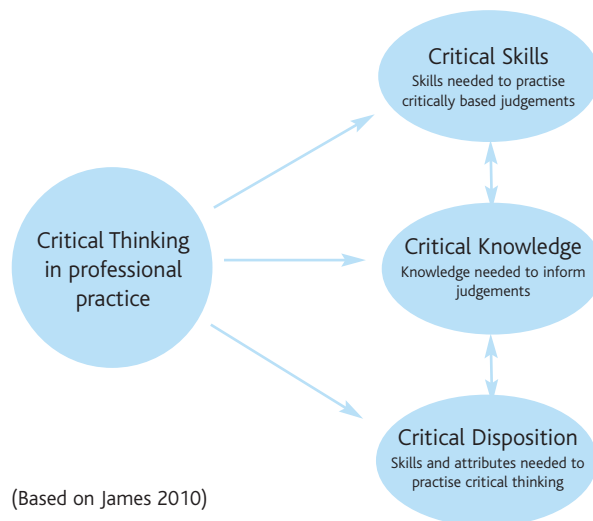 Critical Skills
Skills needed to practise
critically based judgements
Critical Thinking
in professional
practice
Critical Knowledge
Knowledge needed to inform
judgements
Critical Disposition
Skills and attributes needed to
practise critical thinking
(Based on James 2010)